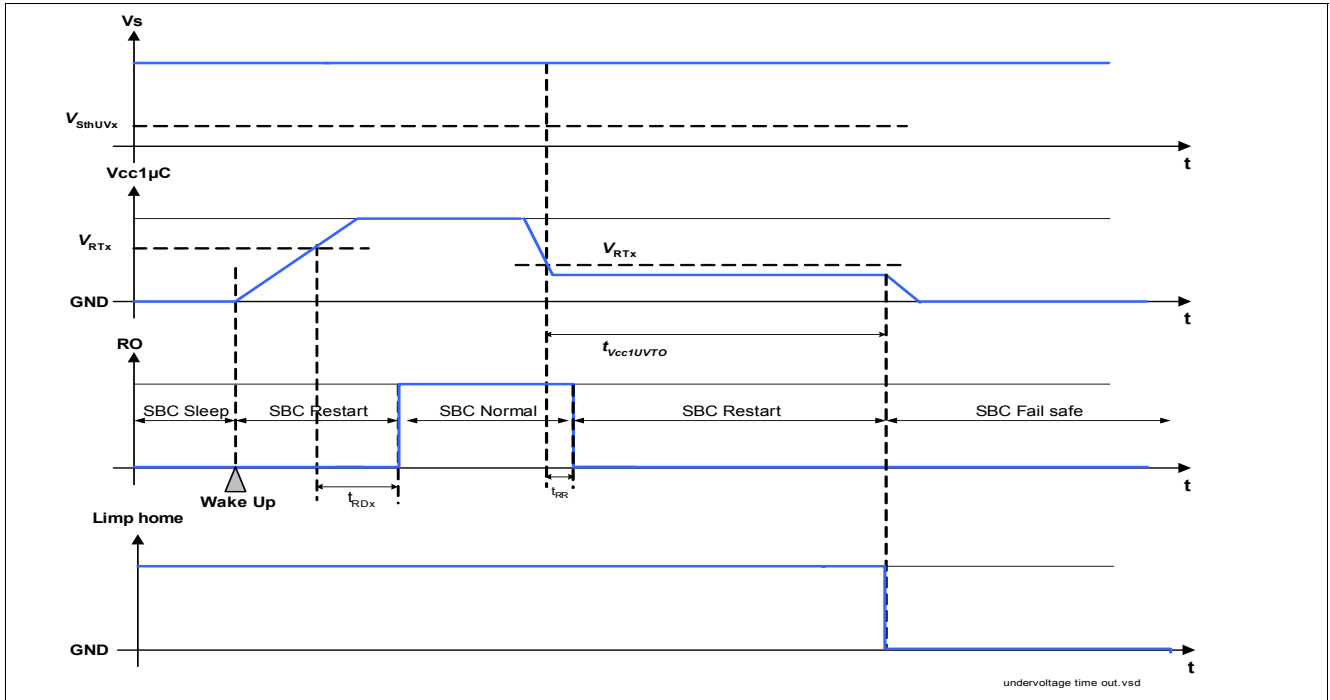 Vs
VSthUVx
t
Vcc1µC
VRTx
VRTx
GND
t
tVcc1UVTO
RO
SBC Sleep
SBC Restart
SBC Normal
SBC Restart
SBC Fail safe
t
Wake Up
tRDx
tRR
Limp home
GND
t
undervoltage time out.vsd